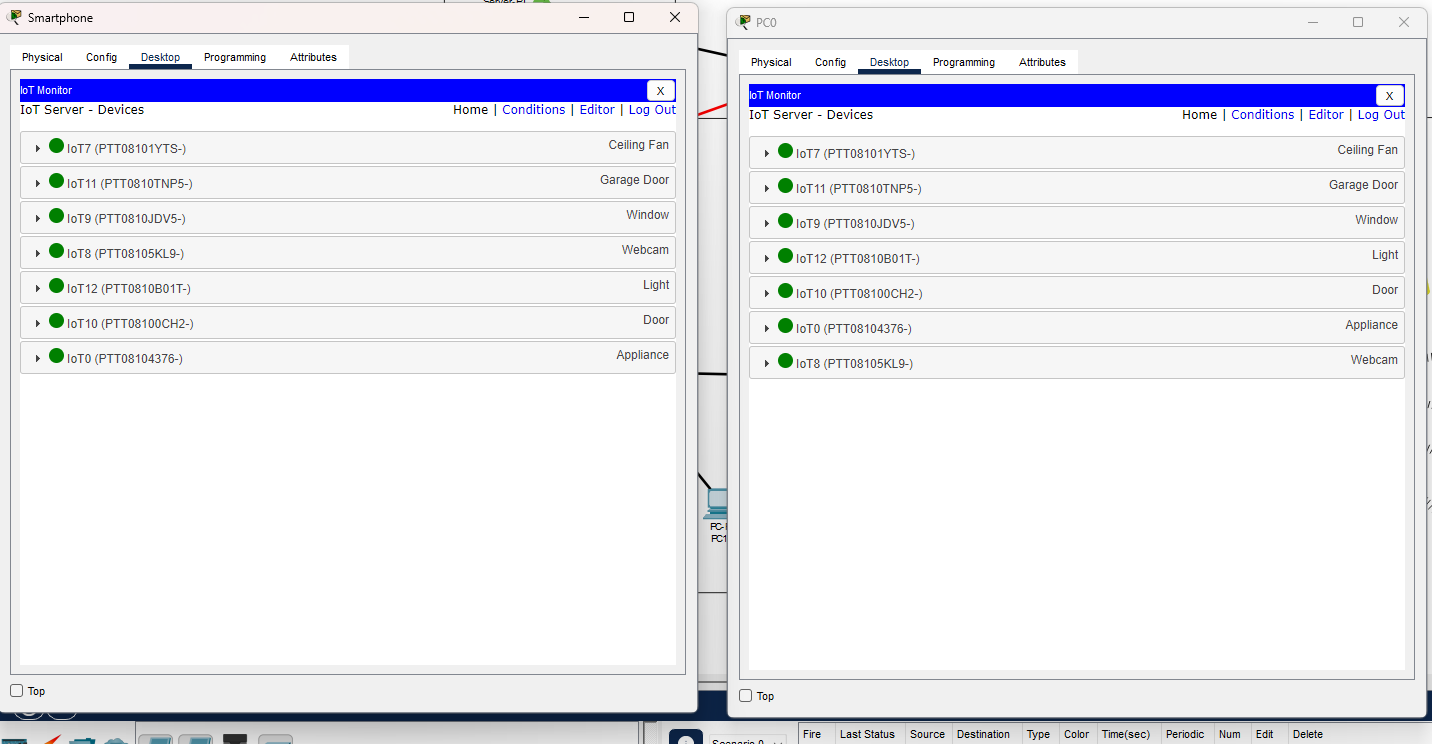 Smartphone
Physical Config Desktop Programming Attributes
IoT Monitor X
IoT Server - Devices Home | Conditions | Editor | Log Out
IoT7 (PTT08101YTS-) Ceiling Fan
IoT11 (PTT0810TNP5-) Garage Door
IoT9 (PTT0810JDV5-) Window
IoT8 (PTT08105KL9-) Webcam
IoT12 (PTT0810B01T-) Light
IoT10 (PTT08100CH2-) Door
IoT0 (PTT08104376-) Appliance
Top
PC0
Physical Config Desktop Programming Attributes
IoT Monitor X
IoT Server - Devices Home | Conditions | Editor | Log Out
IoT7 (PTT08101YTS-) Ceiling Fan
IoT11 (PTT0810TNP5-) Garage Door
IoT9 (PTT0810JDV5-) Window
IoT12 (PTT0810B01T-) Light
IoT10 (PTT08100CH2-) Door
IoT0 (PTT08104376-) Appliance
IoT8 (PTT08105KL9-) Webcam
Top
PC1
Fire Last Status Source Destination Type Color Time(sec) Periodic Num Edit Delete